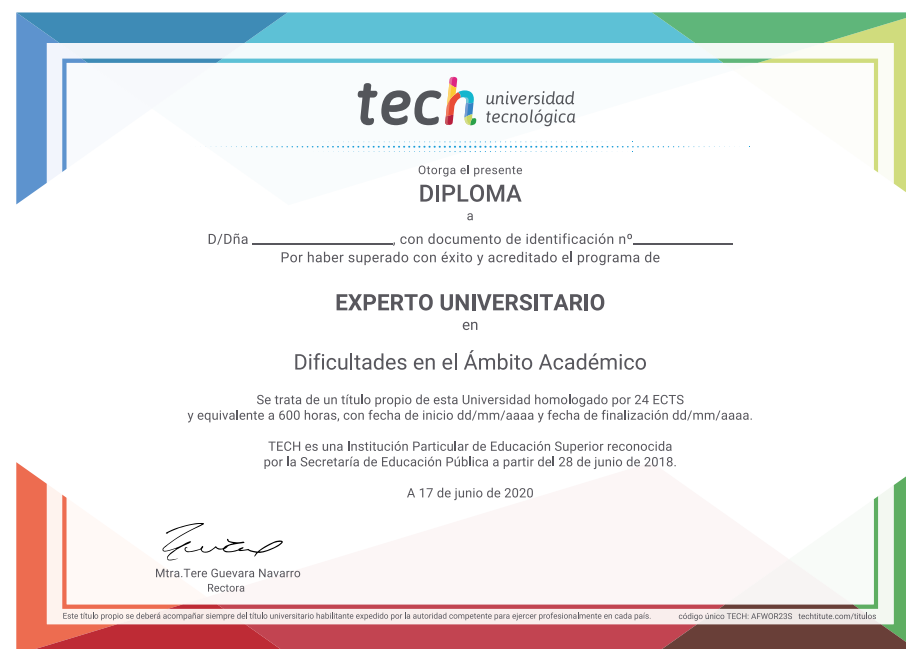 tech universidad
tecnológica
Otorga el presente
DIPLOMA
a
D/Dña , con documento de identificación nº
Por haber superado con éxito y acreditado el programa de
EXPERTO UNIVERSITARIO
en
Dificultades en el Ámbito Académico
Se trata de un título propio de esta Universidad homologado por 24 ECTS
y equivalente a 600 horas, con fecha de inicio dd/mm/aaaa y fecha de finalización dd/mm/aaaa.
TECH es una Institución Particular de Educación Superior reconocida
por la Secretaría de Educación Pública a partir del 28 de junio de 2018.
A 17 de junio de 2020
Mtra.Tere Guevara Navarro
Rectora
Este título propio se deberá acompañar siempre del título universitario habilitante expedido por la autoridad competente para ejercer profesionalmente en cada país. código único TECH: AFWOR23S techtitute.com/titulos